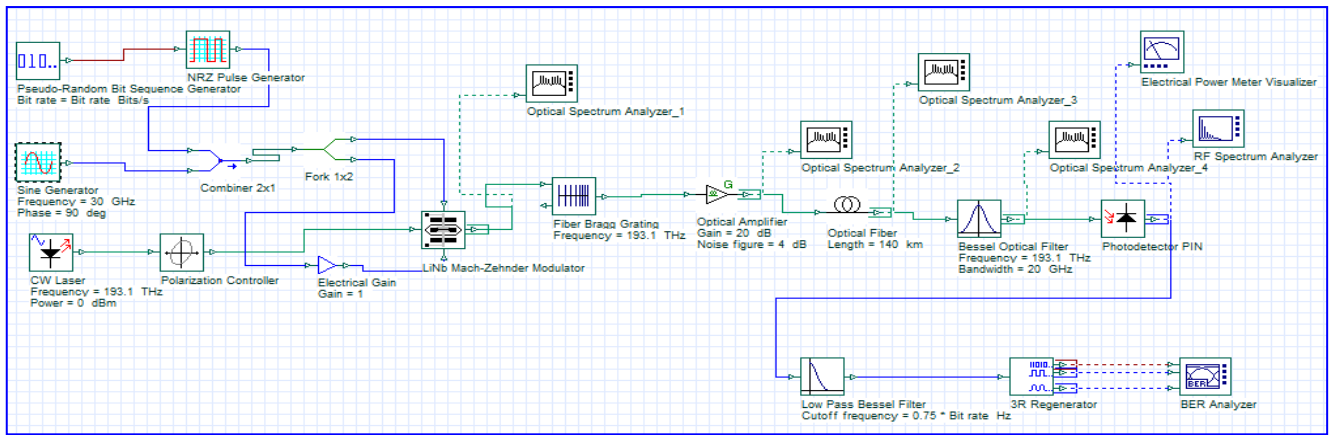 010..
NRZ Pulse Generator
Pseudo-Random Bit Sequence Generator
Bit rate = Bit rate Bits/s
Sine Generator
Frequency = 30 GHz
Phase = 90 deg
Combiner 2x1
Fork 1x2
CW Laser
Frequency = 193.1 THz
Power = 0 dBm
Polarization Controller
Electrical Gain
Gain = 1
LiNb Mach-Zehnder Modulator
Optical Spectrum Analyzer_1
Fiber Bragg Grating
Frequency = 193.1 THz
G
Optical Amplifier
Gain = 20 dB
Noise figure = 4 dB
Optical Spectrum Analyzer_2
Optical Spectrum Analyzer_3
Optical Fiber
Length = 140 km
Optical Spectrum Analyzer_4
Bessel Optical Filter
Frequency = 193.1 THz
Bandwidth = 20 GHz
Photodetector PIN
Electrical Power Meter Visualizer
RF Spectrum Analyzer
Low Pass Bessel Filter
Cutoff frequency = 0.75 * Bit rate Hz
3R Regenerator
BER
BER Analyzer